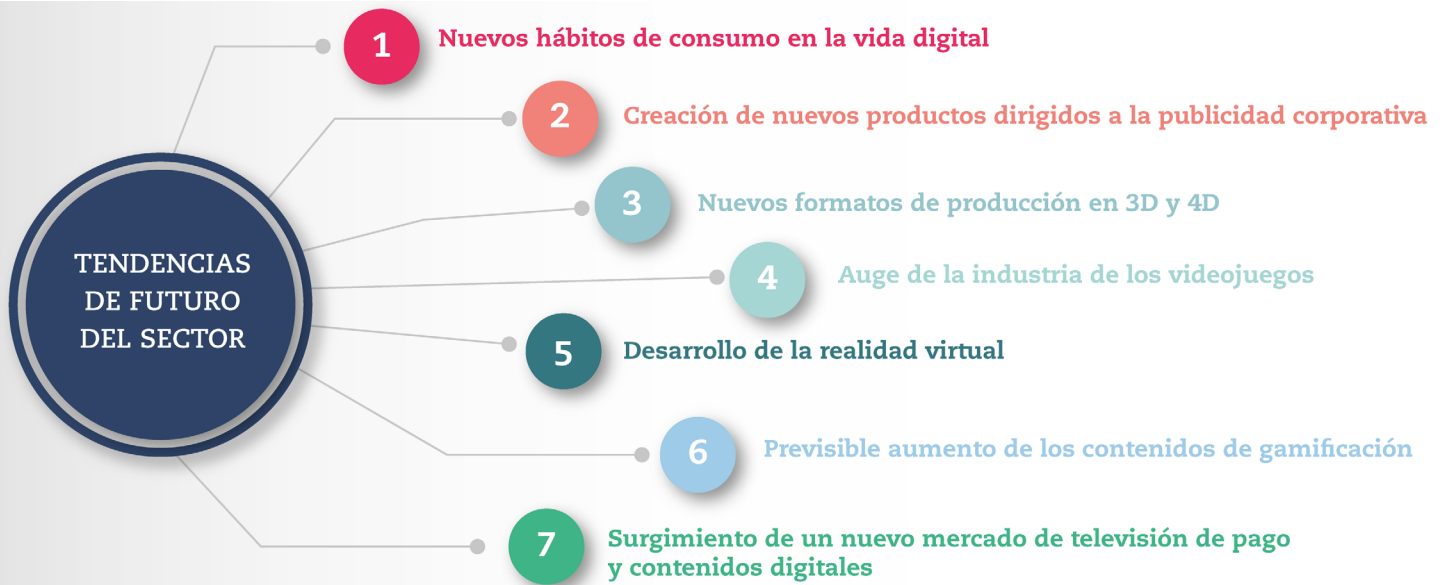 TENDENCIAS
DE FUTURO
DEL SECTOR
1
Nuevos hábitos de consumo en la vida digital
2
Creación de nuevos productos dirigidos a la publicidad corporativa
3
Nuevos formatos de producción en 3D y 4D
4
Auge de la industria de los videojuegos
5
Desarrollo de la realidad virtual
6
Previsible aumento de los contenidos de gamificación
7
Surgimiento de un nuevo mercado de televisión de pago
y contenidos digitales